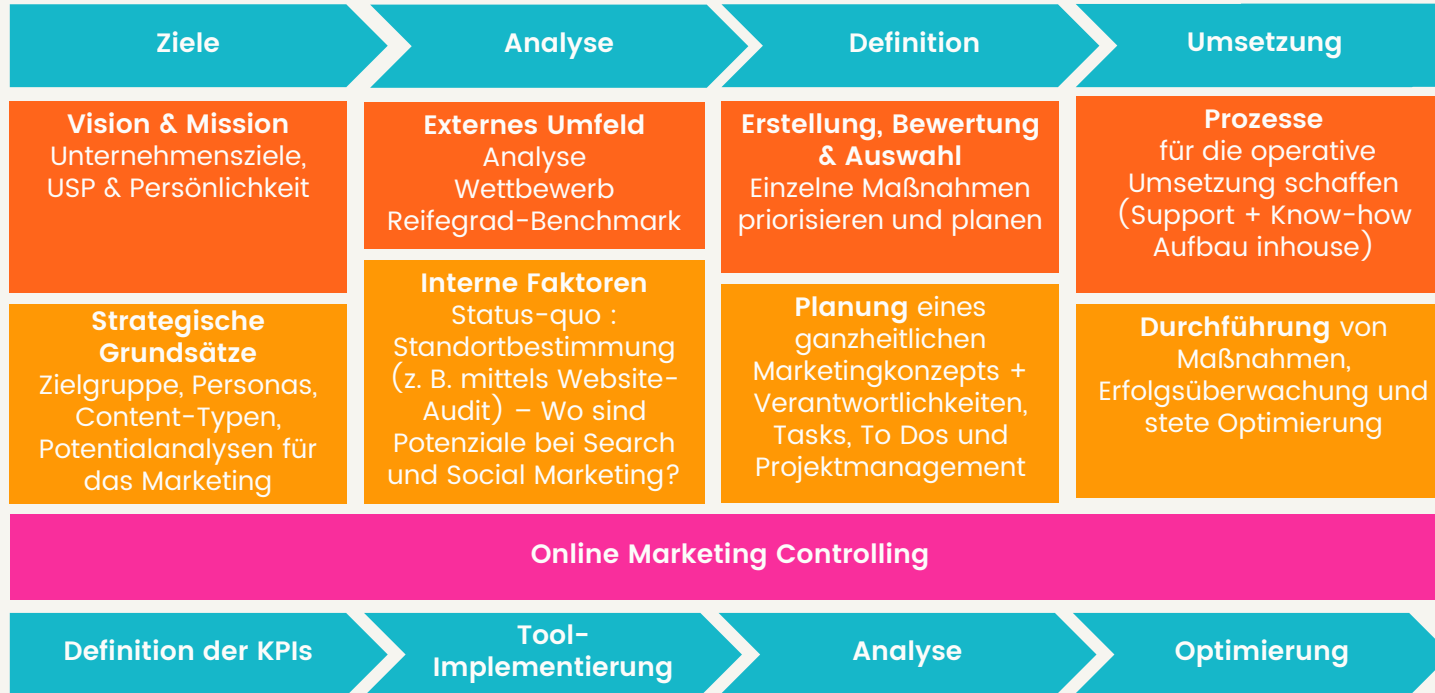 Ziele
Analyse
Definition
Umsetzung
Vision & Mission
Unternehmensziele,
USP & Persönlichkeit
Externes Umfeld
Analyse
Wettbewerb
Reifegrad-Benchmark
Erstellung, Bewertung
& Auswahl
Einzelne Maßnahmen
priorisieren und planen
Prozesse
für die operative
Umsetzung schaffen
(Support + Know-how
Aufbau inhouse)
Strategische
Grundsätze
Zielgruppe, Personas,
Content-Typen,
Potentialanalysen für
das Marketing
Interne Faktoren
Status-quo :
Standortbestimmung
(z. B. mittels Website-
Audit) – Wo sind
Potenziale bei Search
und Social Marketing?
Planung eines
ganzheitlichen
Marketingkonzepts +
Verantwortlichkeiten,
Tasks, To Dos und
Projektmanagement
Durchführung von
Maßnahmen,
Erfolgsüberwachung und
stete Optimierung
Online Marketing Controlling
Definition der KPIs
Tool-
Implementierung
Analyse
Optimierung